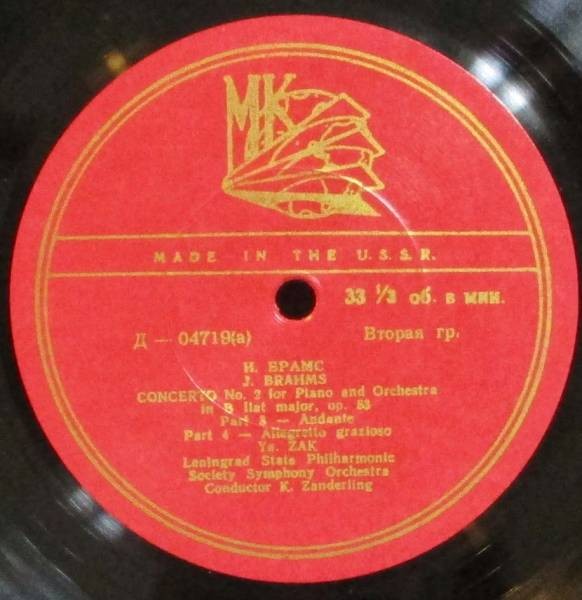 МК
MADE IN THE U.S.S.R.
33 ⅓ об. в мин.
Д — 04719(а)
Вторая гр.
И. БРАМС
J. BRAHMS
CONCERTO No. 2 for Piano and Orchestra
in B flat major, op. 83
Part 3 — Andante
Part 4 — Allegretto grazioso
Ya. ZAK
Leningrad State Philharmonic
Society Symphony Orchestra
Conductor K. Zanderling